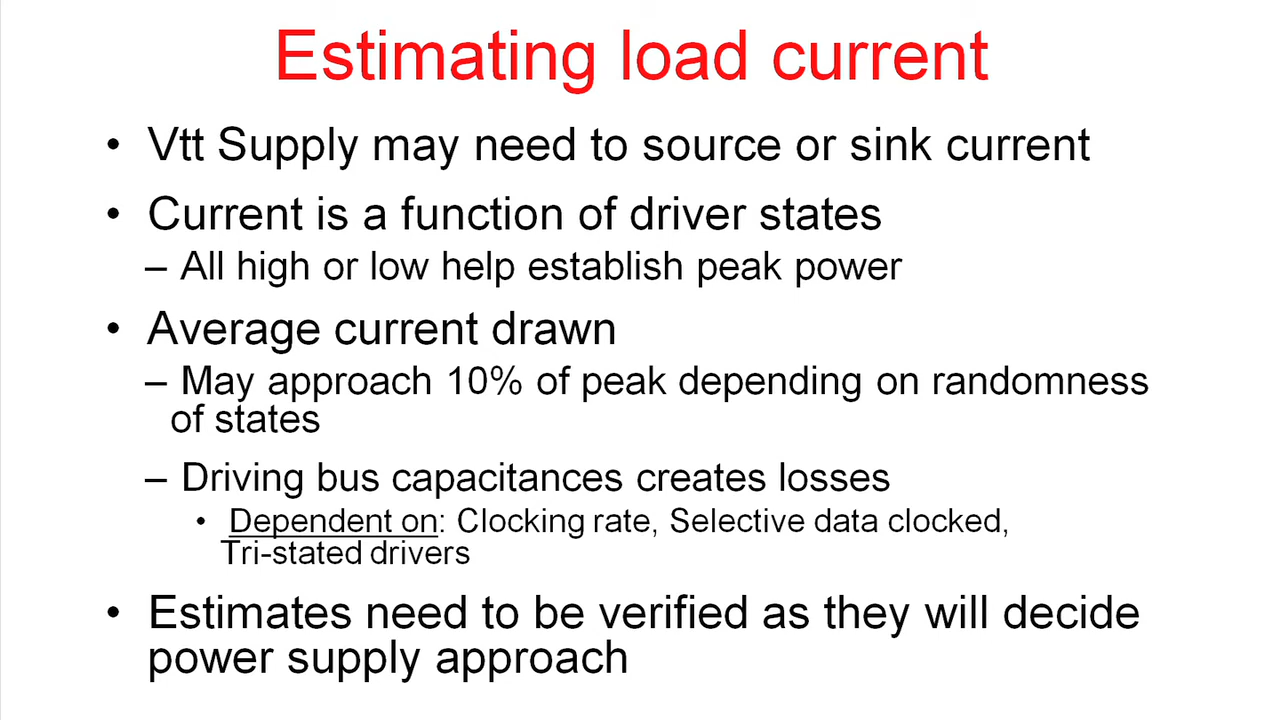 Estimating load current
• Vtt Supply may need to source or sink current
• Current is a function of driver states
– All high or low help establish peak power
• Average current drawn
– May approach 10% of peak depending on randomness
of states
– Driving bus capacitances creates losses
• Dependent on: Clocking rate, Selective data clocked,
Tri-stated drivers
• Estimates need to be verified as they will decide
power supply approach